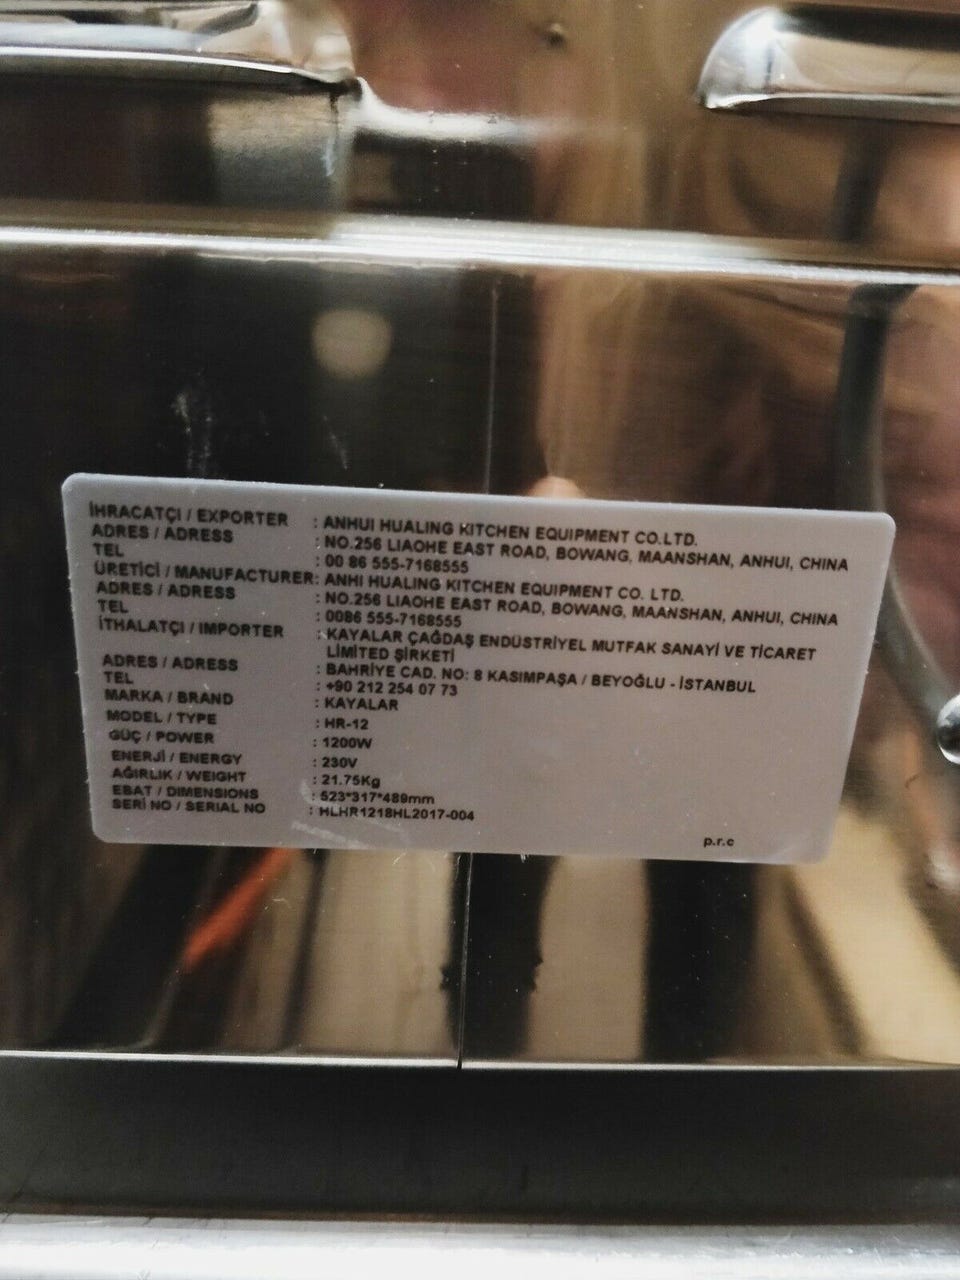 İHRACATÇI / EXPORTER : ANHUI HUALING KITCHEN EQUIPMENT CO.LTD.
ADRES / ADRESS : NO.256 LIAOHE EAST ROAD, BOWANG, MAANSHAN, ANHUI, CHINA
TEL : 00 86 555-7168555
ÜRETİCİ / MANUFACTURER: ANHI HUALING KITCHEN EQUIPMENT CO. LTD.
ADRES / ADRESS : NO.256 LIAOHE EAST ROAD, BOWANG, MAANSHAN, ANHUI, CHINA
TEL : 0086 555-7168555
İTHALATÇI / IMPORTER : KAYALAR ÇAĞDAŞ ENDÜSTRİYEL MUTFAK SANAYİ VE TİCARET
LİMİTED ŞİRKETİ
ADRES / ADRESS : BAHRİYE CAD. NO: 8 KASIMPAŞA / BEYOĞLU - İSTANBUL
TEL : +90 212 254 07 73
MARKA / BRAND : KAYALAR
MODEL / TYPE : HR-12
GÜÇ / POWER : 1200W
ENERJİ / ENERGY : 230V
AĞIRLIK / WEIGHT : 21.75Kg
EBAT / DIMENSIONS : 523*317*489mm
SERİ NO / SERIAL NO : HLHR1218HL2017-004
p.r.c